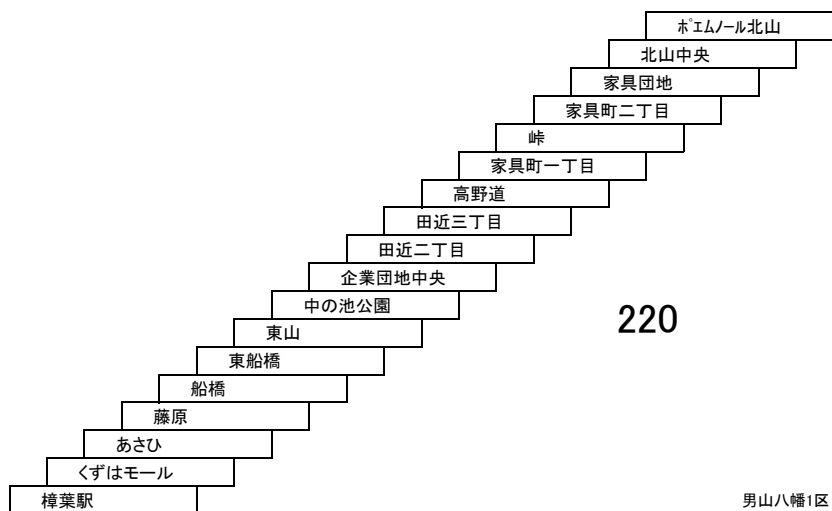 ﾎﾟｴﾑﾉｰﾙ北山
北山中央
家具団地
家具町二丁目
峠
家具町一丁目
高野道
田近三丁目
田近二丁目
企業団地中央
中の池公園
220
東山
東船橋
船橋
藤原
あさひ
くずはモール
樟葉駅
男山八幡1区